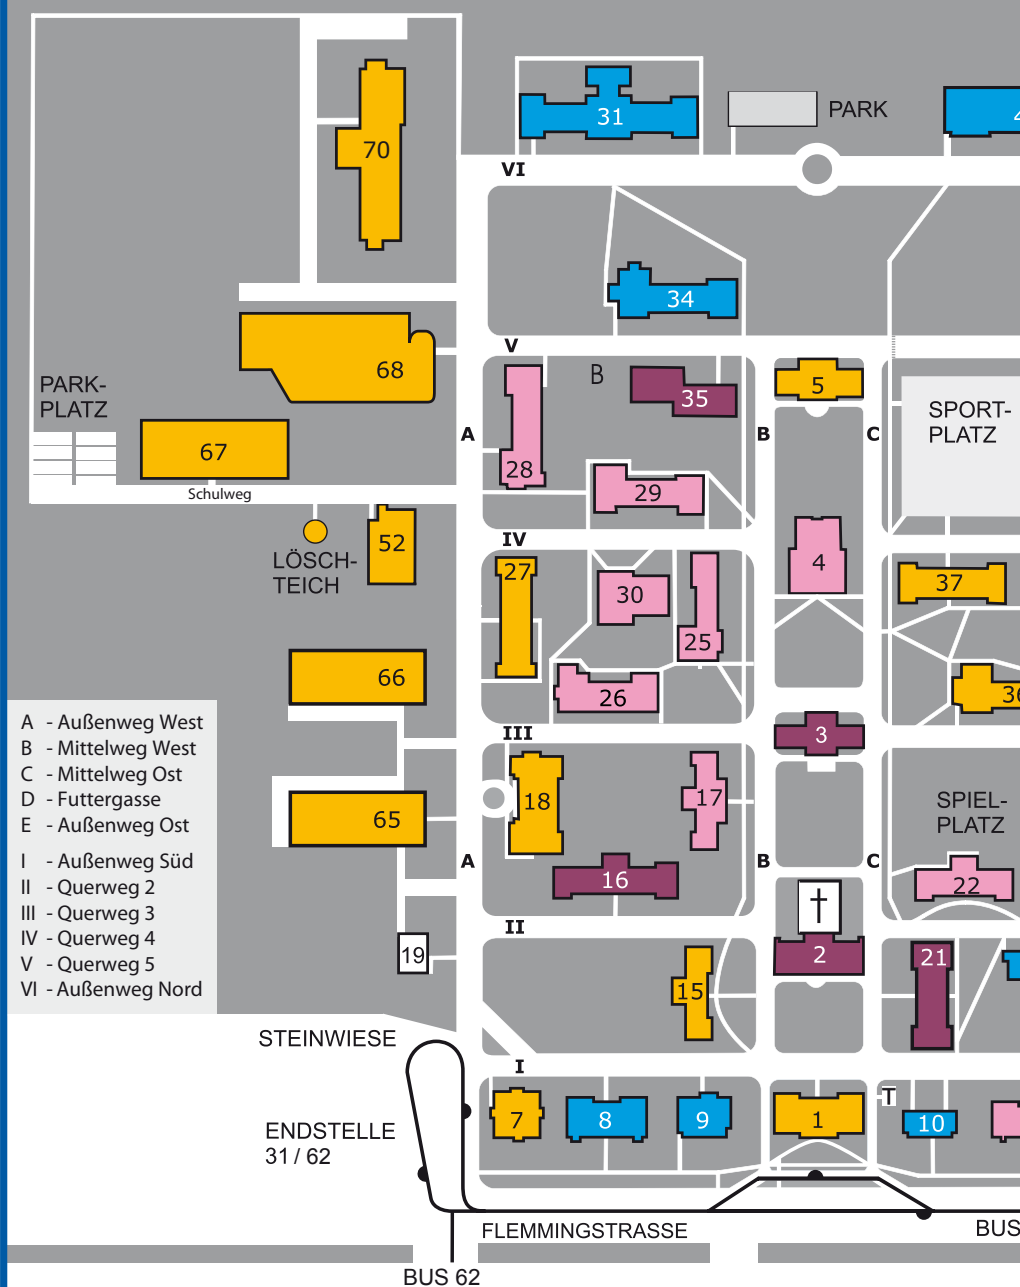 31
PARK
4
70
VI
34
V
B
5
68
35
PARK-
PLATZ
SPORT-
PLATZ
A
B
C
67
28
29
Schulweg
IV
52
LÖSCH-
TEICH
27
4
37
30
25
66
26
36
III
3
A - Außenweg West
B - Mittelweg West
C - Mittelweg Ost
D - Futtergasse
E - Außenweg Ost
I - Außenweg Süd
II - Querweg 2
III - Querweg 3
IV - Querweg 4
V - Querweg 5
VI - Außenweg Nord
18
17
SPIEL-
PLATZ
65
A
B
C
16
22
II
19
2
21
15
STEINWIESE
I
T
7
8
9
1
10
ENDSTELLE
31 / 62
FLEMMINGSTRASSE
BUS
BUS 62